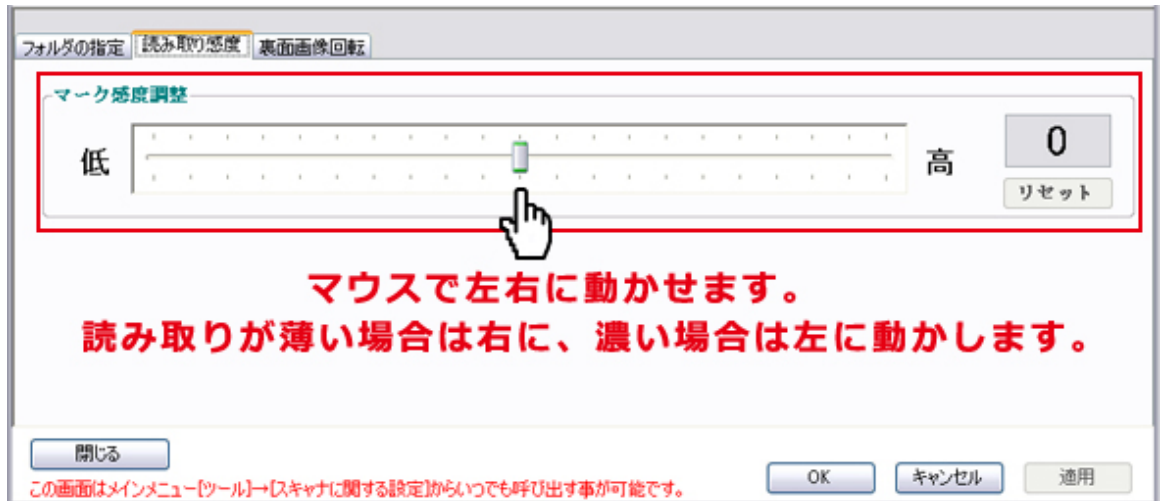 フォルダの指定 読み取り感度 裏面画像回転
マーク感度調整
低 高 0
リセット
マウスで左右に動かせます。
読み取りが薄い場合は右に、濃い場合は左に動かします。
閉じる
OK キャンセル 適用
この画面はメインメニュー[ツール]→[スキャナに関する設定]からいつでも呼び出す事が可能です。